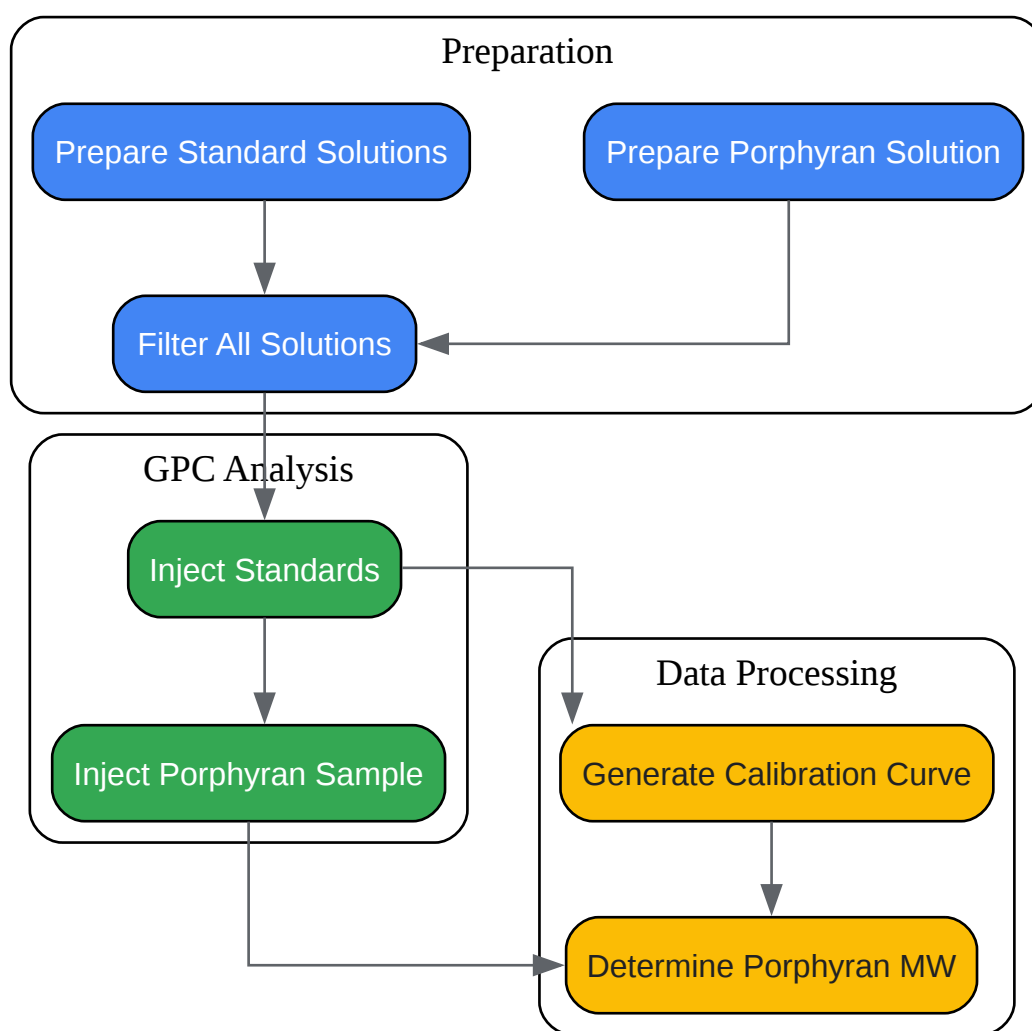 Preparation
Prepare Standard Solutions
Prepare Porphyran Solution
Filter All Solutions
GPC Analysis
Inject Standards
Inject Porphyran Sample
Data Processing
Generate Calibration Curve
Determine Porphyran MW